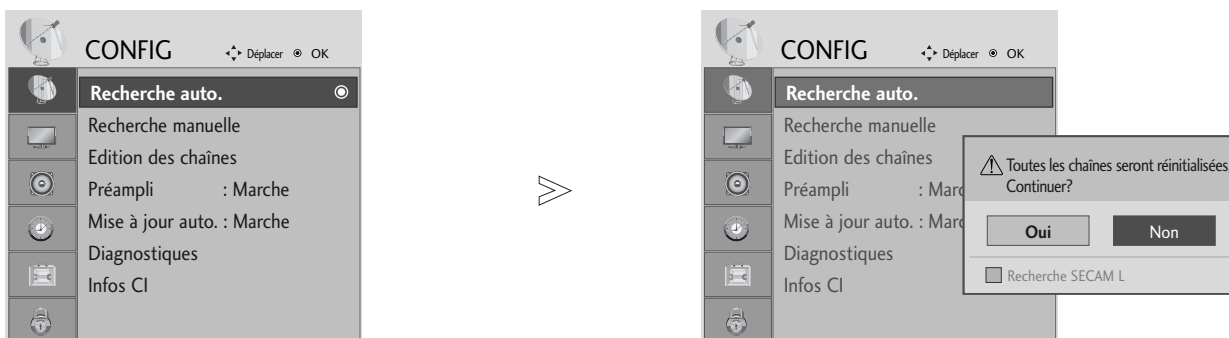 CONFIG Déplacer OK
Recherche auto.
Recherche manuelle
Edition des chaînes
Préampli : Marche
Mise à jour auto. : Marche
Diagnostiques
Infos CI
CONFIG Déplacer OK
Recherche auto.
Recherche manuelle
Edition des chaînes
Préampli : Marc
Mise à jour auto. : Marc
Diagnostiques
Infos CI
Toutes les chaînes seront réinitialisées
Continuer?
Oui Non
Recherche SECAM L